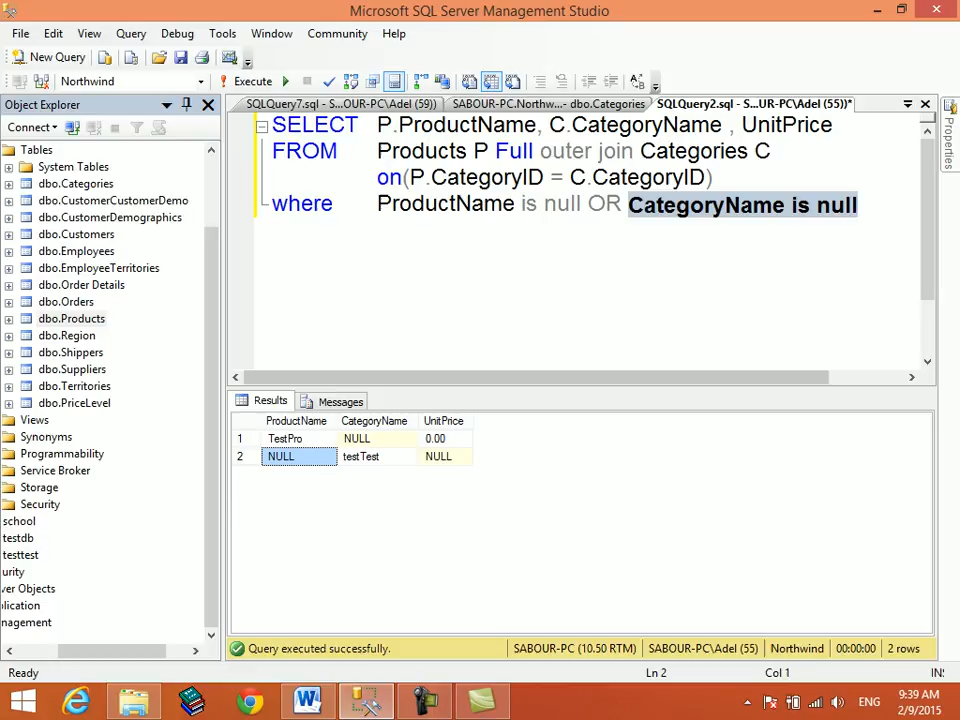 Microsoft SQL Server Management Studio
File Edit View Query Debug Tools Window Community Help
New Query
Northwind Execute
Object Explorer
SQLQuery7.sql - S...OUR-PC\Adel (59)) SABOUR-PC.Northw...- dbo.Categories SQLQuery2.sql - S...UR-PC\Adel (55))*
Connect
Properties
SELECT P.ProductName, C.CategoryName , UnitPrice
FROM Products P Full outer join Categories C
on(P.CategoryID = C.CategoryID)
where ProductName is null OR CategoryName is null
Tables
System Tables
dbo.Categories
dbo.CustomerCustomerDemo
dbo.CustomerDemographics
dbo.Customers
dbo.Employees
dbo.EmployeeTerritories
dbo.Order Details
dbo.Orders
dbo.Products
dbo.Region
dbo.Shippers
dbo.Suppliers
dbo.Territories
dbo.PriceLevel
Views
Synonyms
Programmability
Service Broker
Storage
Security
school
testdb
testtest
urity
ver Objects
plication
nagement
Results Messages
ProductName CategoryName UnitPrice
1 TestPro NULL 0.00
2 NULL testTest NULL
Query executed successfully. SABOUR-PC (10.50 RTM) SABOUR-PC\Adel (55) Northwind 00:00:00 2 rows
Ready Ln 2 Col 1 INS
ENG
9:39 AM
2/9/2015